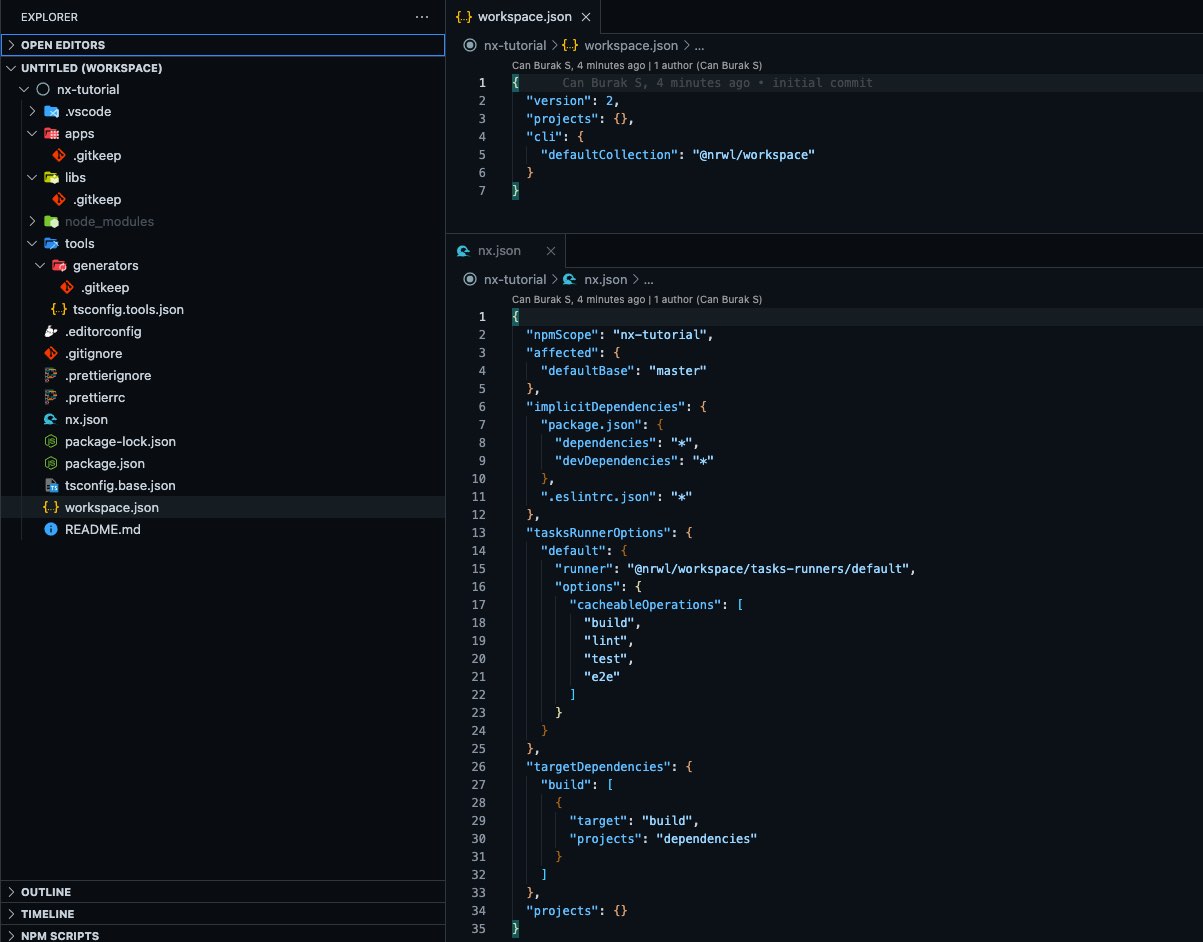 EXPLORER
OPEN EDITORS
UNTITLED (WORKSPACE)
nx-tutorial
.vscode
apps
.gitkeep
libs
.gitkeep
node_modules
tools
generators
.gitkeep
{..} tsconfig.tools.json
.editorconfig
.gitignore
.prettierignore
.prettierrc
nx.json
package-lock.json
package.json
tsconfig.base.json
{..} workspace.json
README.md
OUTLINE
TIMELINE
NPM SCRIPTS
{..} workspace.json
nx-tutorial > {..} workspace.json > ...
Can Burak S, 4 minutes ago | 1 author (Can Burak S)
1 { Can Burak S, 4 minutes ago • initial commit
2 "version": 2,
3 "projects": {},
4 "cli": {
5 "defaultCollection": "@nrwl/workspace"
6 }
7 }
nx.json
nx-tutorial > nx.json > ...
Can Burak S, 4 minutes ago | 1 author (Can Burak S)
1 {
2 "npmScope": "nx-tutorial",
3 "affected": {
4 "defaultBase": "master"
5 },
6 "implicitDependencies": {
7 "package.json": {
8 "dependencies": "*",
9 "devDependencies": "*"
10 },
11 ".eslintrc.json": "*"
12 },
13 "tasksRunnerOptions": {
14 "default": {
15 "runner": "@nrwl/workspace/tasks-runners/default",
16 "options": {
17 "cacheableOperations": [
18 "build",
19 "lint",
20 "test",
21 "e2e"
22 ]
23 }
24 }
25 },
26 "targetDependencies": {
27 "build": [
28 {
29 "target": "build",
30 "projects": "dependencies"
31 }
32 ]
33 },
34 "projects": {}
35 }